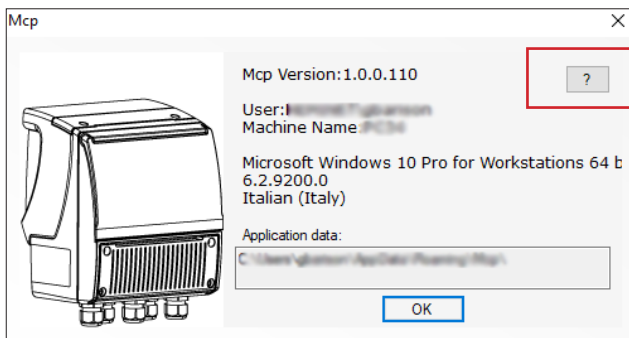 Mcp
Mcp Version:1.0.0.110
?
User:
Machine Name:
Microsoft Windows 10 Pro for Workstations 64 b
6.2.9200.0
Italian (Italy)
Application data:
OK